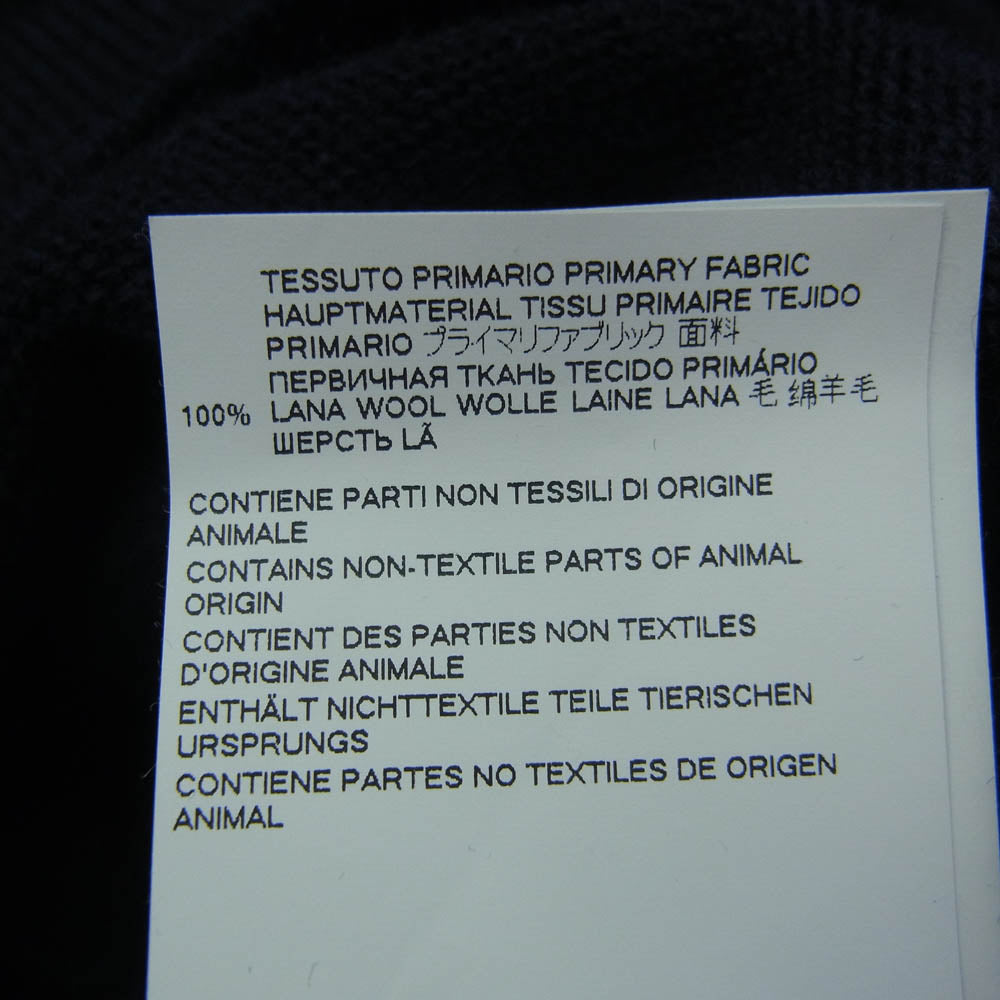 TESSUTO PRIMARIO PRIMARY FABRIC
HAUPTMATERIAL TISSU PRIMAIRE TEJIDO
PRIMARIO プライマリファブリック 面料
ПЕРВИЧНАЯ ТКАНЬ TECIDO PRIMÁRIO
100% LANA WOOL WOLLE LAINE LANA 毛 绵羊毛
ШЕРСТЬ LÃ
CONTIENE PARTI NON TESSILI DI ORIGINE
ANIMALE
CONTAINS NON-TEXTILE PARTS OF ANIMAL
ORIGIN
CONTIENT DES PARTIES NON TEXTILES
D'ORIGINE ANIMALE
ENTHÄLT NICHTTEXTILE TEILE TIERISCHEN
URSPRUNGS
CONTIENE PARTES NO TEXTILES DE ORIGEN
ANIMAL